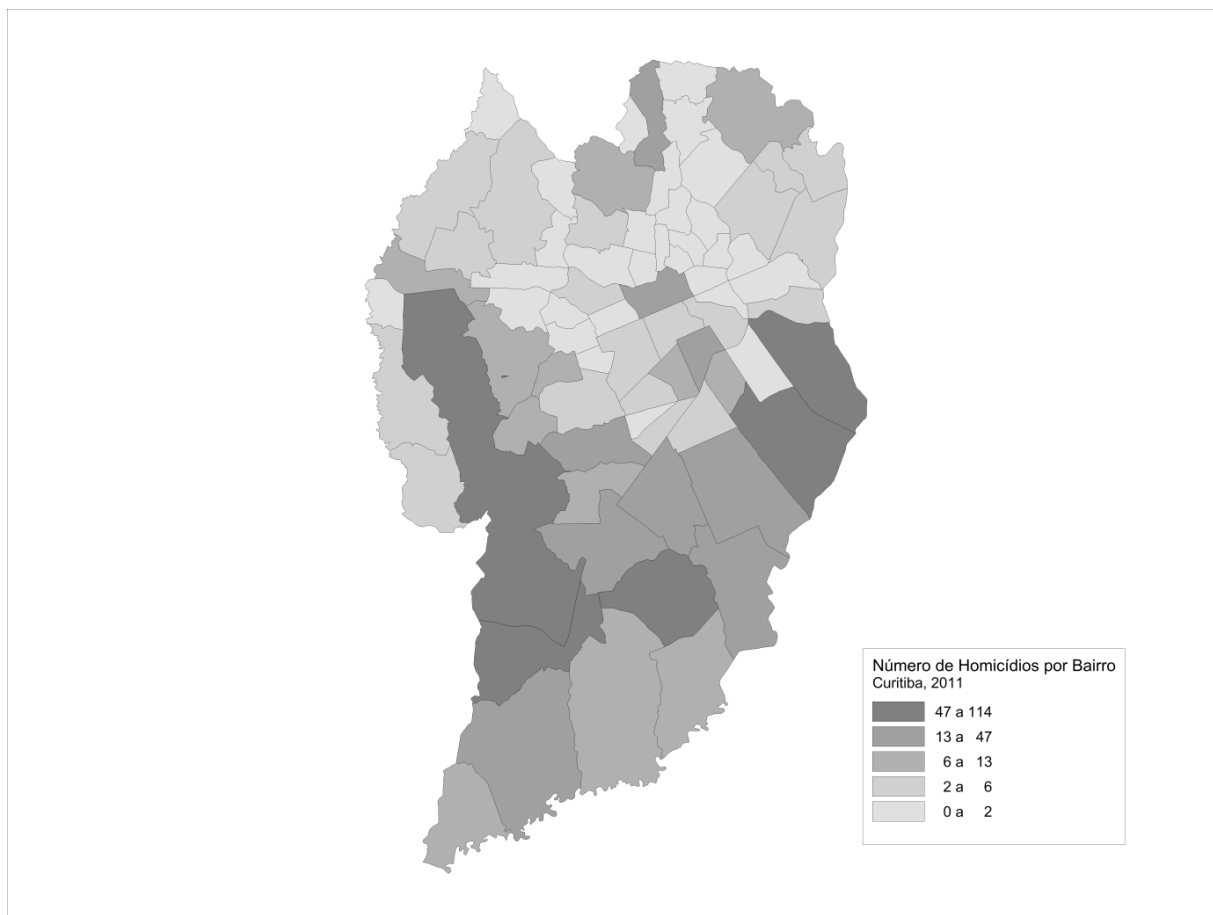 Número de Homicídios por Bairro
Curitiba, 2011
47 a 114
13 a 47
6 a 13
2 a 6
0 a 2